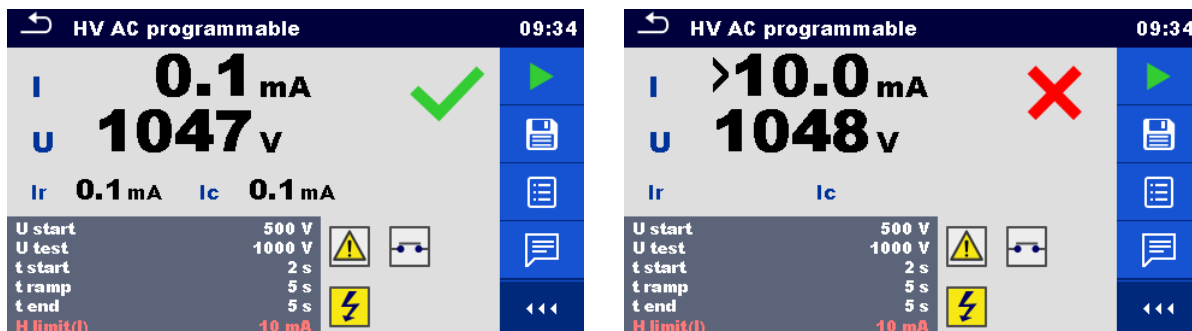 HV AC programmable 09:34
I 0.1 mA
U 1047 V
Ir 0.1 mA Ic 0.1 mA
U start 500 V
U test 1000 V
t start 2 s
t ramp 5 s
t end 5 s
H limit(I) 10 mA
HV AC programmable 09:34
I >10.0 mA
U 1048 V
Ir Ic
U start 500 V
U test 1000 V
t start 2 s
t ramp 5 s
t end 5 s
H limit(I) 10 mA